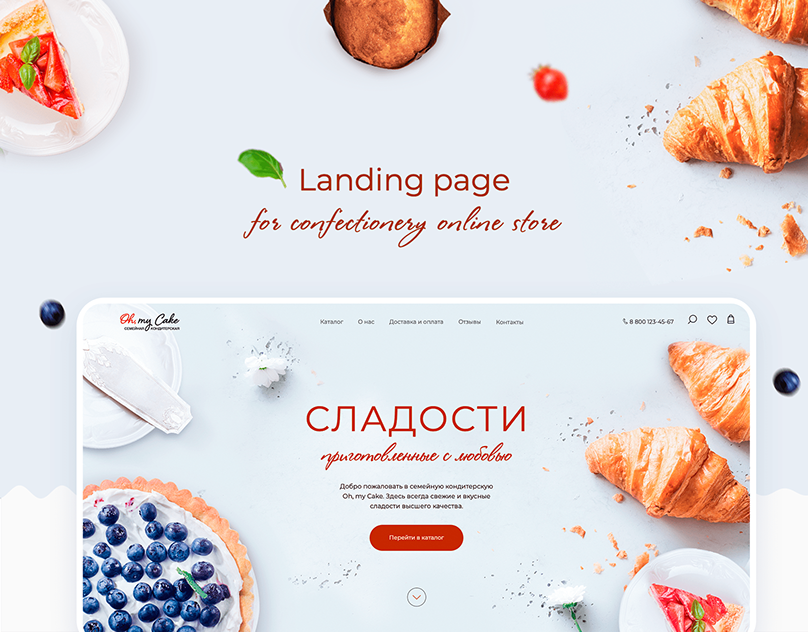 Landing page
for confectionery online store
Oh, my Cake
СЕМЕЙНАЯ КОНДИТЕРСКАЯ
Каталог О нас Доставка и оплата Отзывы Контакты
8 800 123-45-67
СЛАДОСТИ
приготовленные с любовью
Добро пожаловать в семейную кондитерскую
Oh, my Cake. Здесь всегда свежие и вкусные
сладости высшего качества.
Перейти в каталог